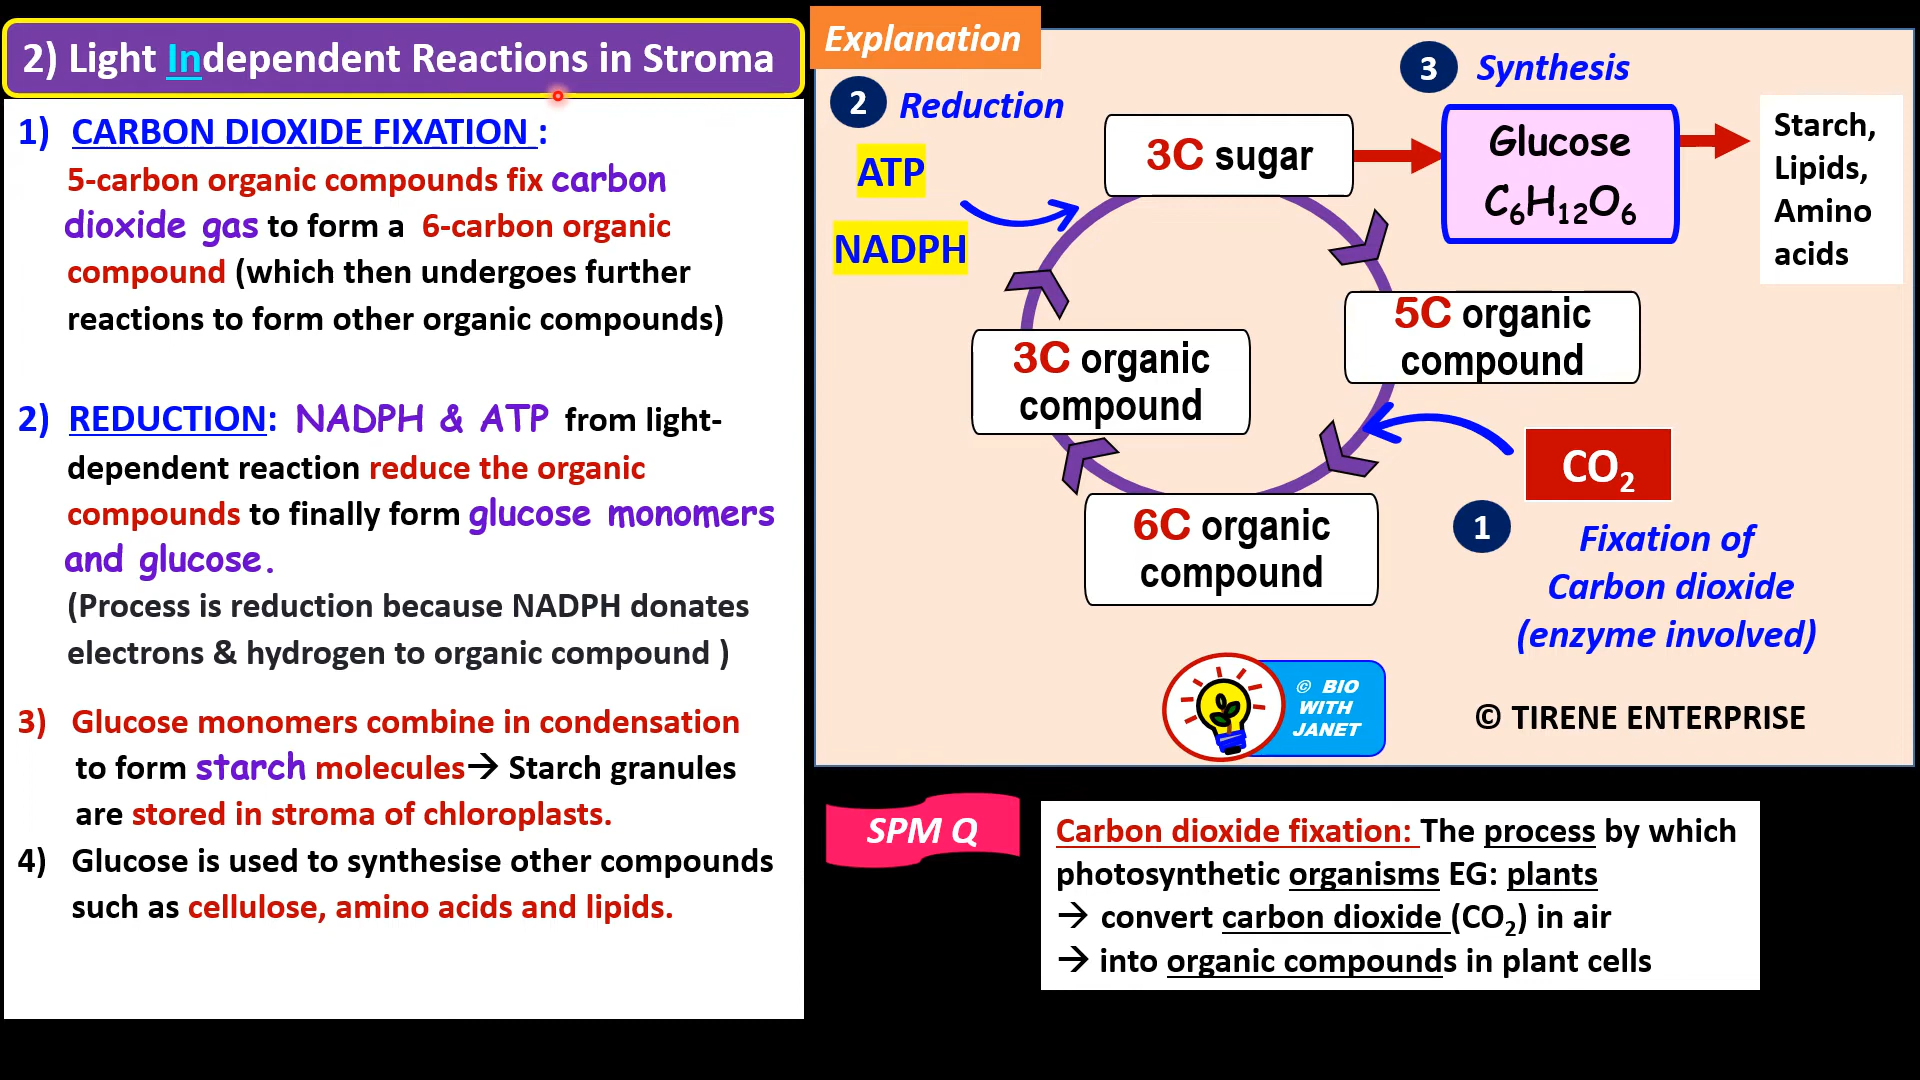 2) Light Independent Reactions in Stroma
1) CARBON DIOXIDE FIXATION :
5-carbon organic compounds fix carbon
dioxide gas to form a 6-carbon organic
compound (which then undergoes further
reactions to form other organic compounds)
2) REDUCTION: NADPH & ATP from light-
dependent reaction reduce the organic
compounds to finally form glucose monomers
and glucose.
(Process is reduction because NADPH donates
electrons & hydrogen to organic compound )
3) Glucose monomers combine in condensation
to form starch molecules→ Starch granules
are stored in stroma of chloroplasts.
4) Glucose is used to synthesise other compounds
such as cellulose, amino acids and lipids.
Explanation
2 Reduction
ATP
NADPH
3C sugar
3 Synthesis
Glucose
C₆H₁₂O₆
Starch,
Lipids,
Amino
acids
5C organic
compound
3C organic
compound
6C organic
compound
CO₂
1 Fixation of
Carbon dioxide
(enzyme involved)
© BIO
WITH
JANET
© TIRENE ENTERPRISE
SPM Q
Carbon dioxide fixation: The process by which
photosynthetic organisms EG: plants
→ convert carbon dioxide (CO₂) in air
→ into organic compounds in plant cells